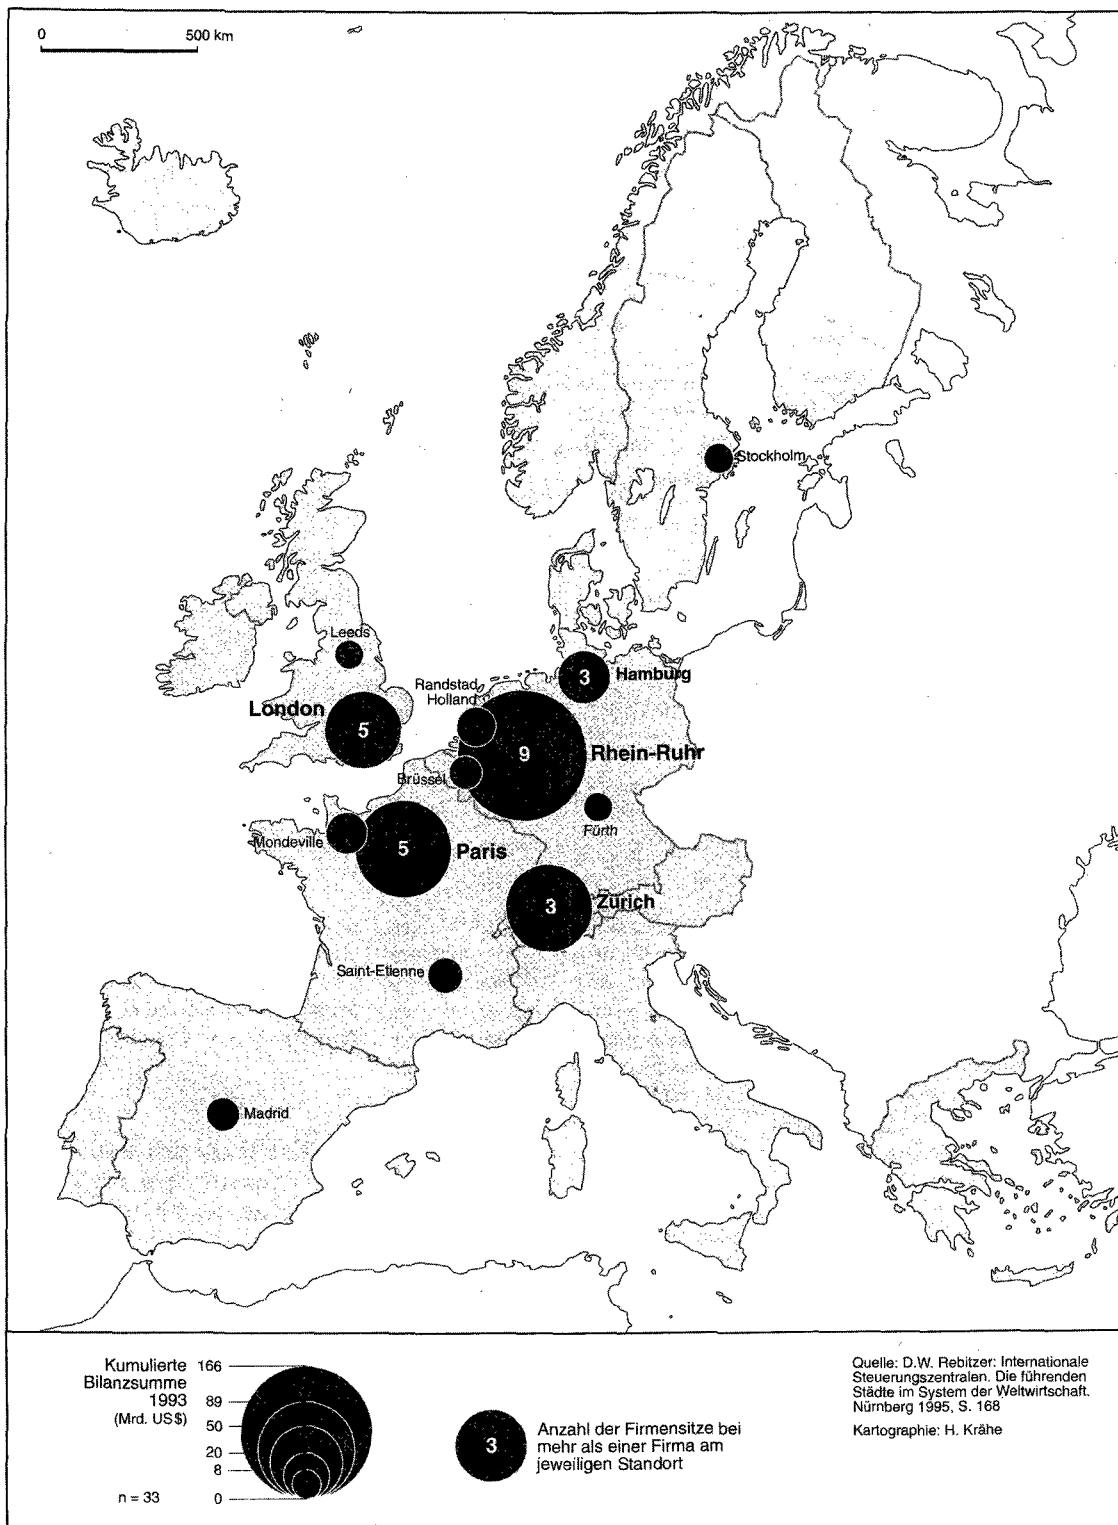 0 500 km
Stockholm
Leeds
London
5
Randstad
Holland
3
Hamburg
9
Rhein-Ruhr
Brüssel
Fürth
Mondeville
5
Paris
3
Zürich
Saint-Etienne
Madrid
Kumulierte
Bilanzsumme
1993
(Mrd. US$)
n = 33
166
89
50
20
8
0
3
Anzahl der Firmensitze bei
mehr als einer Firma am
jeweiligen Standort
Quelle: D.W. Rebitzer: Internationale
Steuerungszentralen. Die führenden
Städte im System der Weltwirtschaft.
Nürnberg 1995, S. 168
Kartographie: H. Krähe